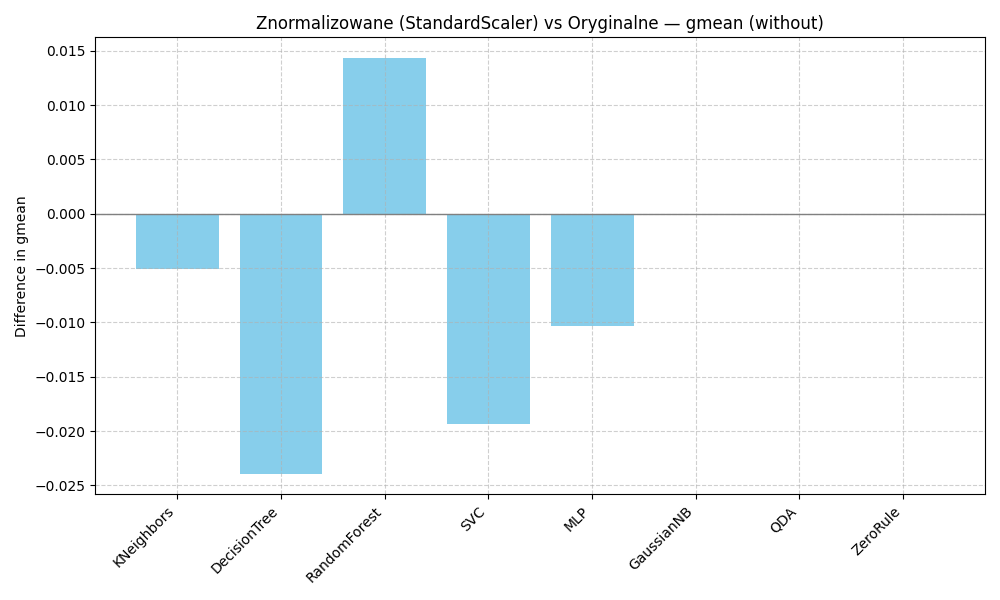 Znormalizowane (StandardScaler) vs Oryginalne — gmean (without)
Difference in gmean
0.015
0.010
0.005
0.000
−0.005
−0.010
−0.015
−0.020
−0.025
KNeighbors
DecisionTree
RandomForest
SVC
MLP
GaussianNB
QDA
ZeroRule